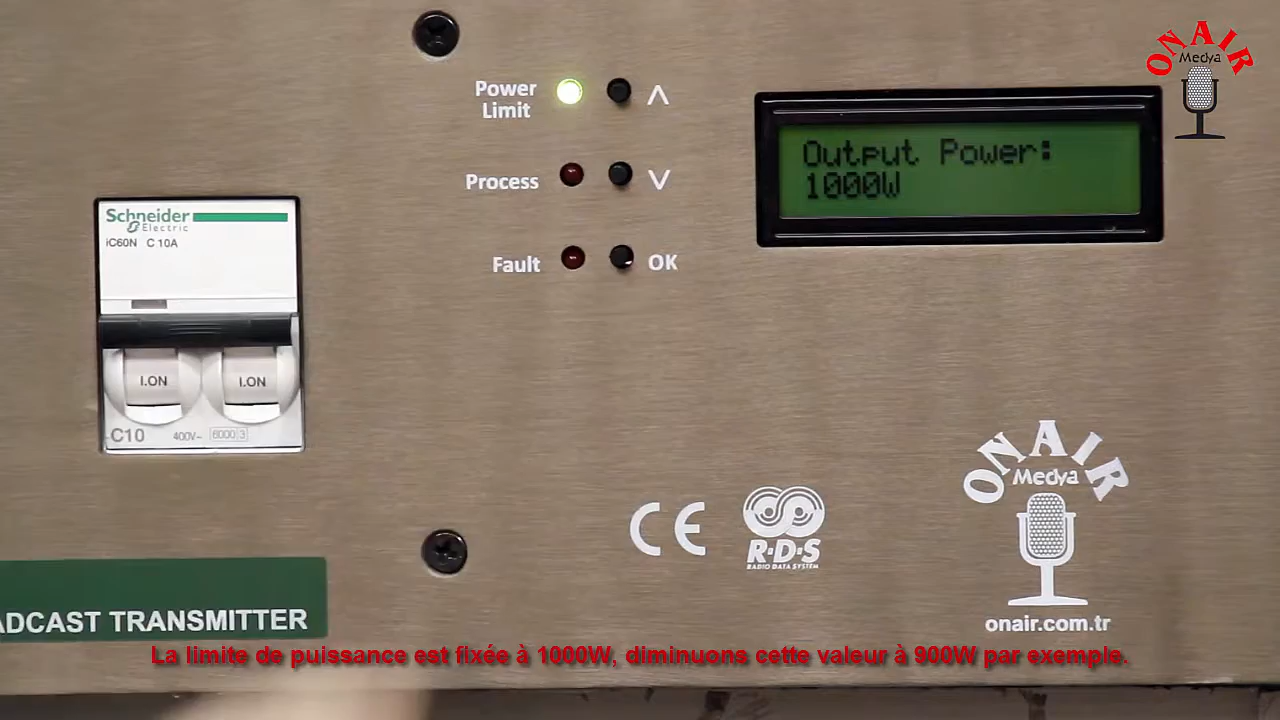 ONAIR
Medya
Power
Limit
Process
Fault
OK
Output Power:
1000W
Schneider
Electric
iC60N C 10A
I.ON
I.ON
C10
400V~
6000 3
R·D·S
RADIO DATA SYSTEM
ONAIR
Medya
onair.com.tr
ADCAST TRANSMITTER
La limite de puissance est fixée à 1000W, diminuons cette valeur à 900W par exemple.